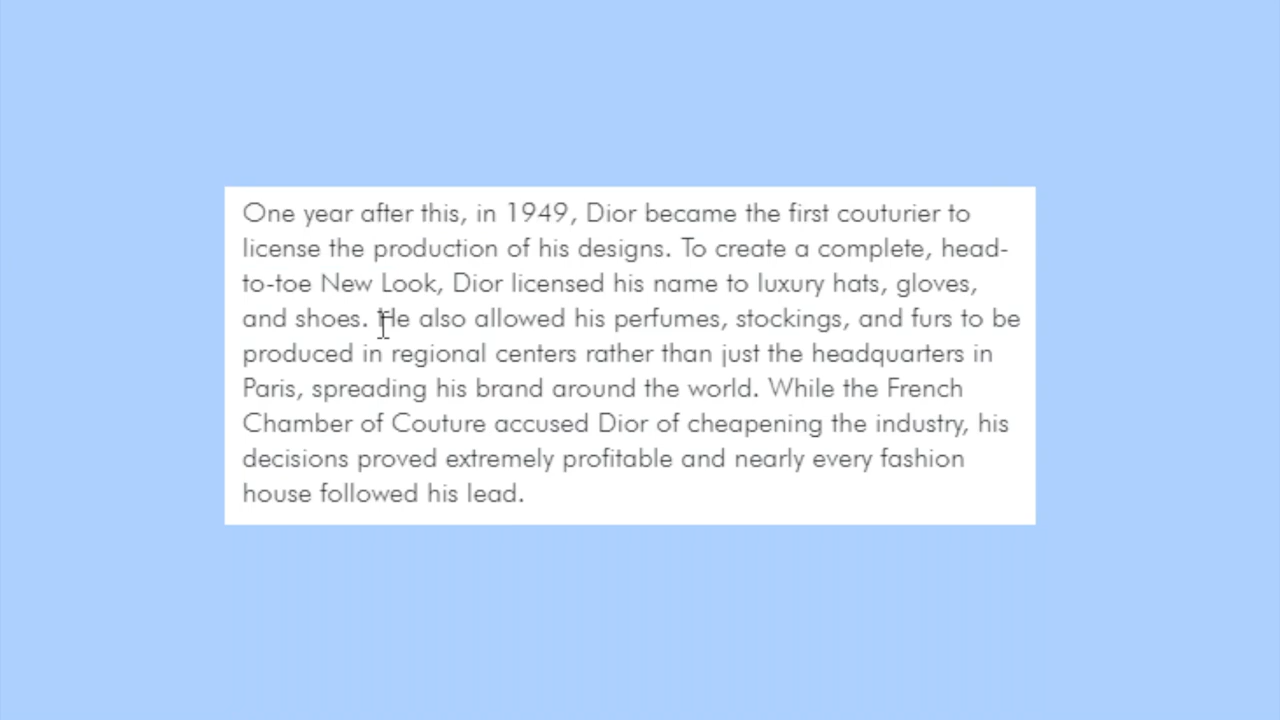 One year after this, in 1949, Dior became the first couturier to
license the production of his designs. To create a complete, head-
to-toe New Look, Dior licensed his name to luxury hats, gloves,
and shoes. He also allowed his perfumes, stockings, and furs to be
produced in regional centers rather than just the headquarters in
Paris, spreading his brand around the world. While the French
Chamber of Couture accused Dior of cheapening the industry, his
decisions proved extremely profitable and nearly every fashion
house followed his lead.